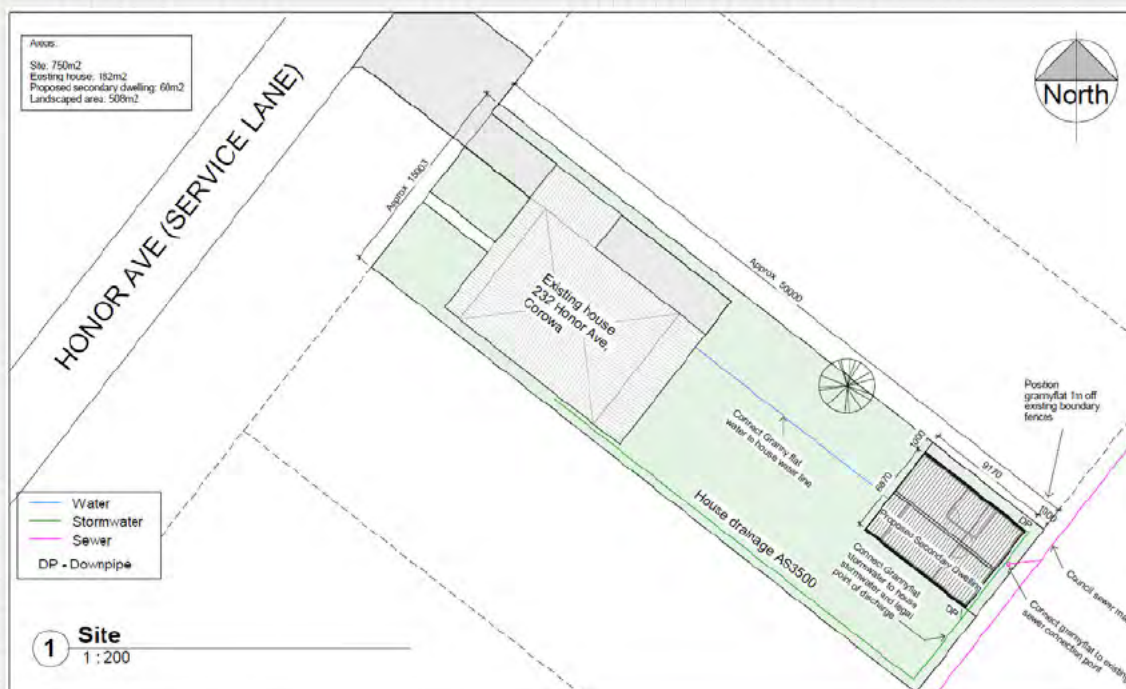 Areas:
Site: 750m2
Existing house: 182m2
Proposed secondary dwelling: 60m2
Landscaped area: 508m2
HONOR AVE (SERVICE LANE)
North
Approx 15003
Approx 50000
Existing house
232 Honor Ave,
Corowa
Position
grannyflat 1m off
existing boundary
fences
Connect Granny flat
water to house water line
1000
9170
6870
1000
Proposed Secondary Dwelling
DP
DP
House drainage AS3500
Connect Grannyflat
stormwater to house
stormwater and legal
point of discharge
Council sewer
Connect grannyflat to existing
sewer connection point
Water
Stormwater
Sewer
DP - Downpipe
1
Site
1 : 200